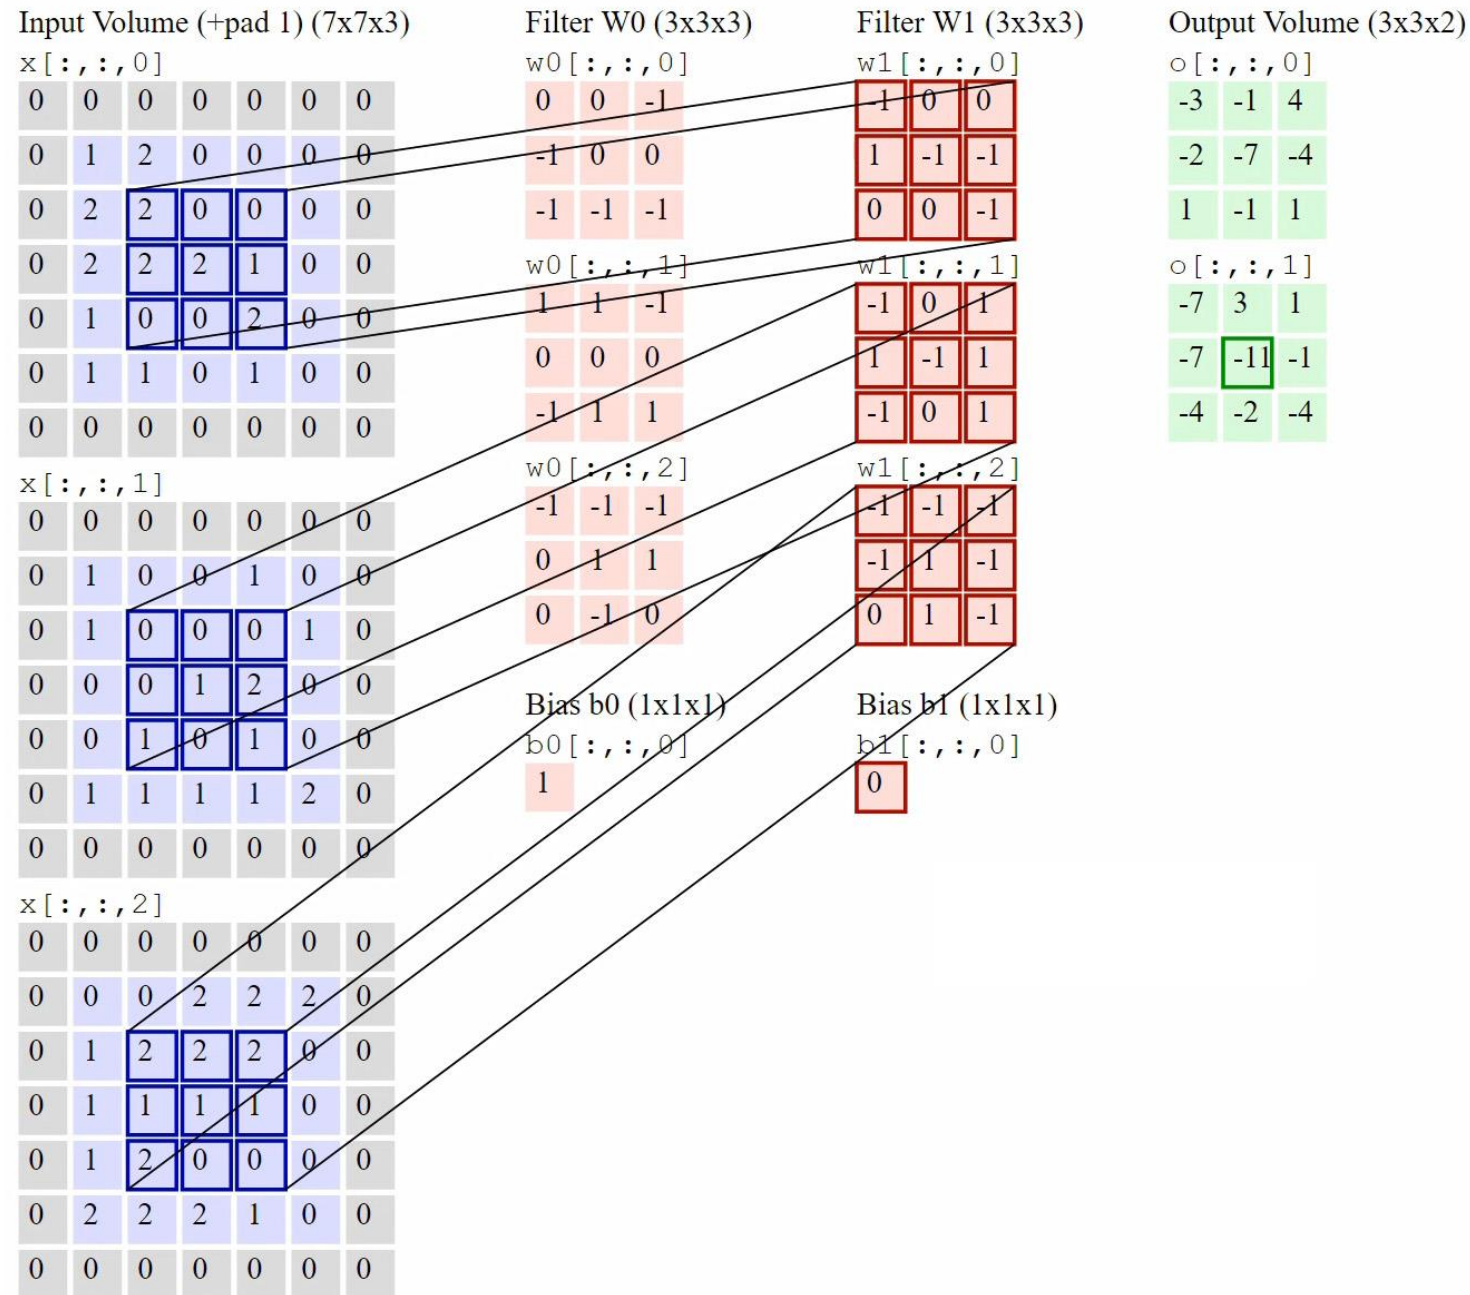 Input Volume (+pad 1) (7x7x3)
x[:,:,0]
0 0 0 0 0 0 0
0 1 2 0 0 0 0
0 2 2 0 0 0 0
0 2 2 2 1 0 0
0 1 0 0 2 0 0
0 1 1 0 1 0 0
0 0 0 0 0 0 0
x[:,:,1]
0 0 0 0 0 0 0
0 1 0 0 1 0 0
0 1 0 0 0 1 0
0 0 0 1 2 0 0
0 0 1 0 1 0 0
0 1 1 1 1 2 0
0 0 0 0 0 0 0
x[:,:,2]
0 0 0 0 0 0 0
0 0 0 2 2 2 0
0 1 2 2 2 0 0
0 1 1 1 1 0 0
0 1 2 0 0 0 0
0 2 2 2 1 0 0
0 0 0 0 0 0 0
Filter W0 (3x3x3)
w0[:,:,0]
0 0 -1
-1 0 0
-1 -1 -1
w0[:,:,1]
1 1 -1
0 0 0
-1 1 1
w0[:,:,2]
-1 -1 -1
0 1 1
0 -1 0
Bias b0 (1x1x1)
b0[:,:,0]
1
Filter W1 (3x3x3)
w1[:,:,0]
-1 0 0
1 -1 -1
0 0 -1
w1[:,:,1]
-1 0 1
1 -1 1
-1 0 1
w1[:,:,2]
-1 -1 -1
-1 1 -1
0 1 -1
Bias b1 (1x1x1)
b1[:,:,0]
0
Output Volume (3x3x2)
o[:,:,0]
-3 -1 4
-2 -7 -4
1 -1 1
o[:,:,1]
-7 3 1
-7 -11 -1
-4 -2 -4